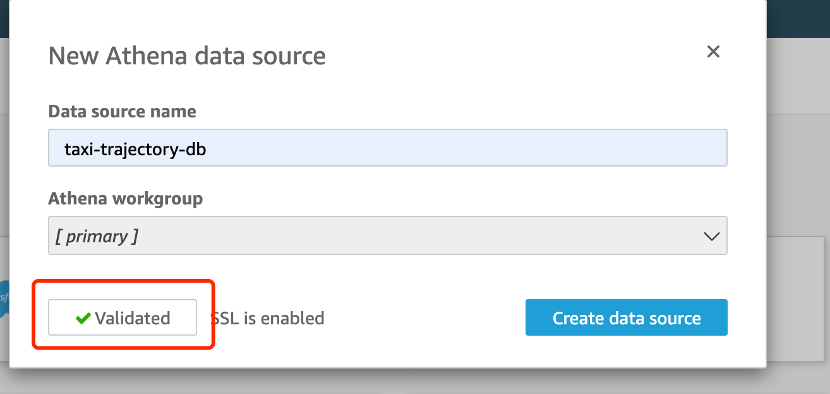 New Athena data source
Data source name
taxi-trajectory-db
Athena workgroup
[ primary ]
Validated
SSL is enabled
Create data source